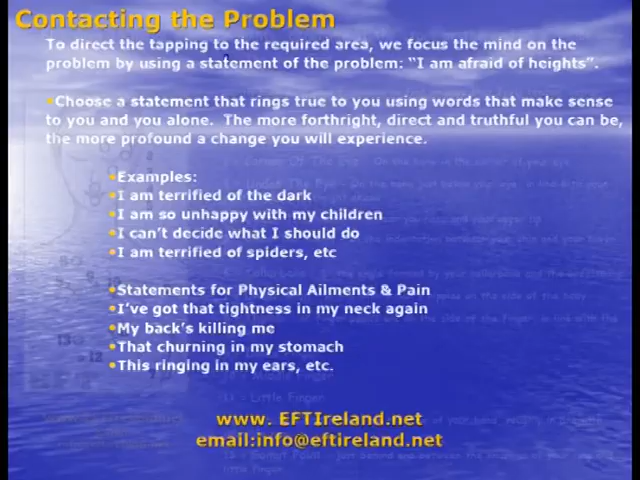 Contacting the Problem
To direct the tapping to the required area, we focus the mind on the
problem by using a statement of the problem: "I am afraid of heights".
•Choose a statement that rings true to you using words that make sense
to you and you alone. The more forthright, direct and truthful you can be,
the more profound a change you will experience.
•Examples:
•I am terrified of the dark
•I am so unhappy with my children
•I can't decide what I should do
•I am terrified of spiders, etc
•Statements for Physical Ailments & Pain
•I've got that tightness in my neck again
•My back's killing me
•That churning in my stomach
•This ringing in my ears, etc.
Little Finger
www. EFTIreland.net
email:info@eftireland.net
little finger